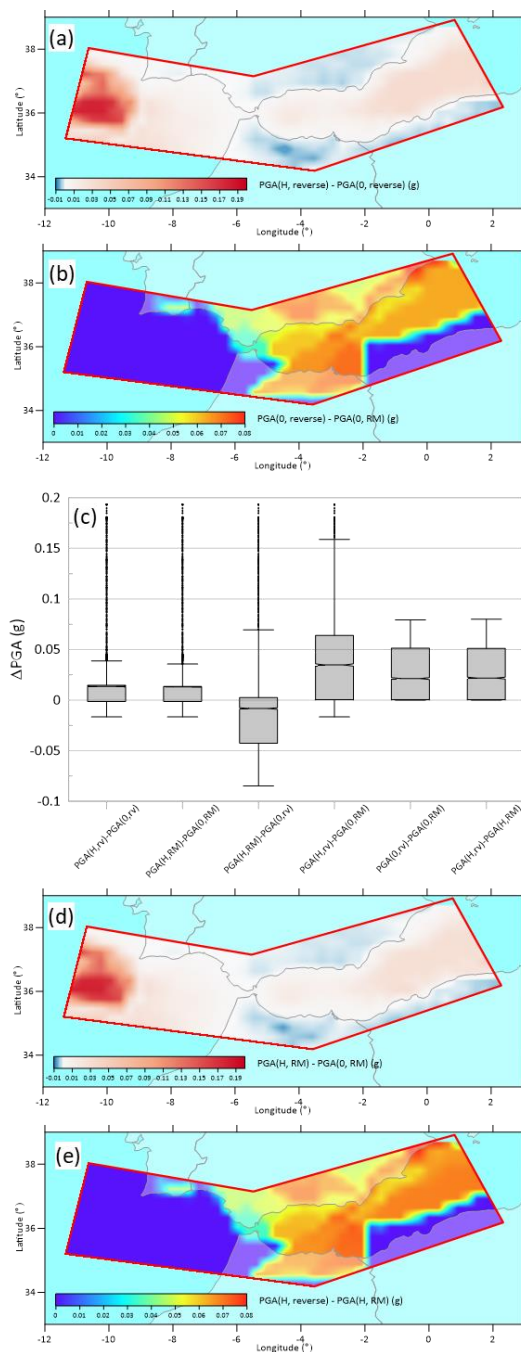 (a)
Latitude (°)
38
36
34
PGA(H, reverse) - PGA(0, reverse) (g)
-0.01 0.01 0.03 0.05 0.07 0.09 0.11 0.13 0.15 0.17 0.19
-12 -10 -8 -6 -4 -2 0 2
Longitude (°)
(b)
Latitude (°)
38
36
34
PGA(0, reverse) - PGA(0, RM) (g)
0 0.01 0.02 0.03 0.04 0.05 0.06 0.07 0.08
-12 -10 -8 -6 -4 -2 0 2
Longitude (°)
(c)
ΔPGA (g)
0.2
0.15
0.1
0.05
0
-0.05
-0.1
PGA(H,rv)-PGA(0,rv)
PGA(H,RM)-PGA(0,RM)
PGA(H,RM)-PGA(0,rv)
PGA(H,rv)-PGA(0,RM)
PGA(0,rv)-PGA(0,RM)
PGA(H,rv)-PGA(H,RM)
(d)
Latitude (°)
38
36
34
PGA(H, RM) - PGA(0, RM) (g)
-0.01 0.01 0.03 0.05 0.07 0.09 0.11 0.13 0.15 0.17 0.19
-12 -10 -8 -6 -4 -2 0 2
Longitude (°)
(e)
Latitude (°)
38
36
34
PGA(H, reverse) - PGA(H, RM) (g)
0 0.01 0.02 0.03 0.04 0.05 0.06 0.07 0.08
-12 -10 -8 -6 -4 -2 0 2
Longitude (°)